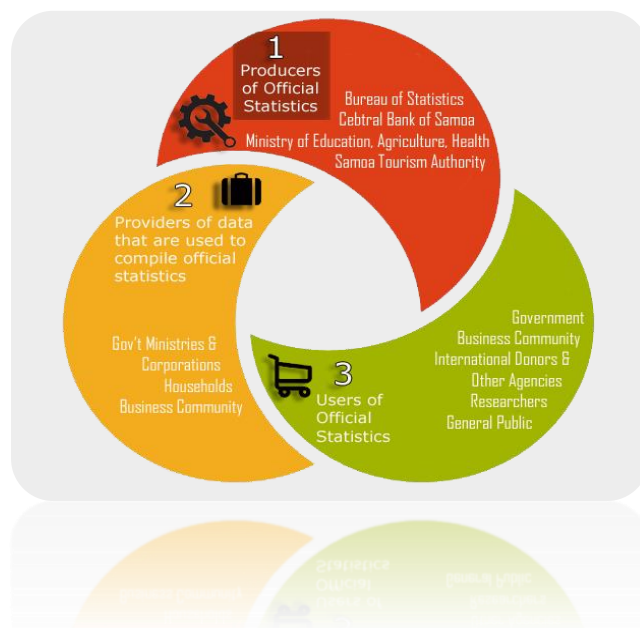 1
Producers
of Official
Statistics
Bureau of Statistics
Cebtral Bank of Samoa
Ministry of Education, Agriculture, Health
Samoa Tourism Authority
2
Providers of data
that are used to
compile official
statistics
Gov't Ministries &
Corporations
Households
Business Community
3
Users of
Official
Statistics
Government
Business Community
International Donors &
Other Agencies
Researchers
General Public